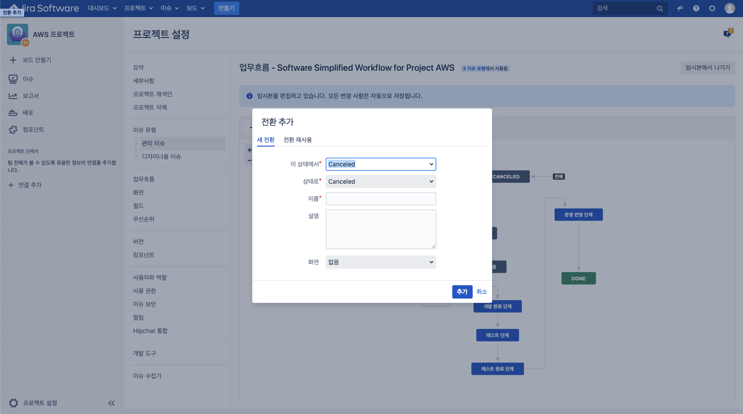 전환 추가
Jira Software
대시보드
프로젝트
이슈
보드
만들기
검색
AWS 프로젝트
프로젝트 설정
보드 만들기
이슈
보고서
배포
컴포넌트
프로젝트 단축키
팀 전체가 볼 수 있도록 유용한 정보의 연결을 추가합니다.
연결 추가
프로젝트 설정
요약
세부사항
프로젝트 재색인
프로젝트 삭제
이슈 유형
관리 이슈
디자이너용 이슈
업무흐름
화면
필드
우선순위
버전
컴포넌트
사용자와 역할
사용 권한
이슈 보안
알림
Hipchat 통합
개발 도구
이슈 수집기
업무흐름 - Software Simplified Workflow for Project AWS
2 이슈 유형에서 사용됨
임시본에서 나가기
임시본을 편집하고 있습니다. 모든 변경 사항은 자동으로 저장됩니다.
전환 추가
새 전환
전환 재사용
이 상태에서*
Canceled
상태로*
Canceled
이름*
설명
화면
없음
추가
취소
CANCELED
전체
운영 반영 단계
DONE
개발 완료 단계
테스트 단계
테스트 완료 단계